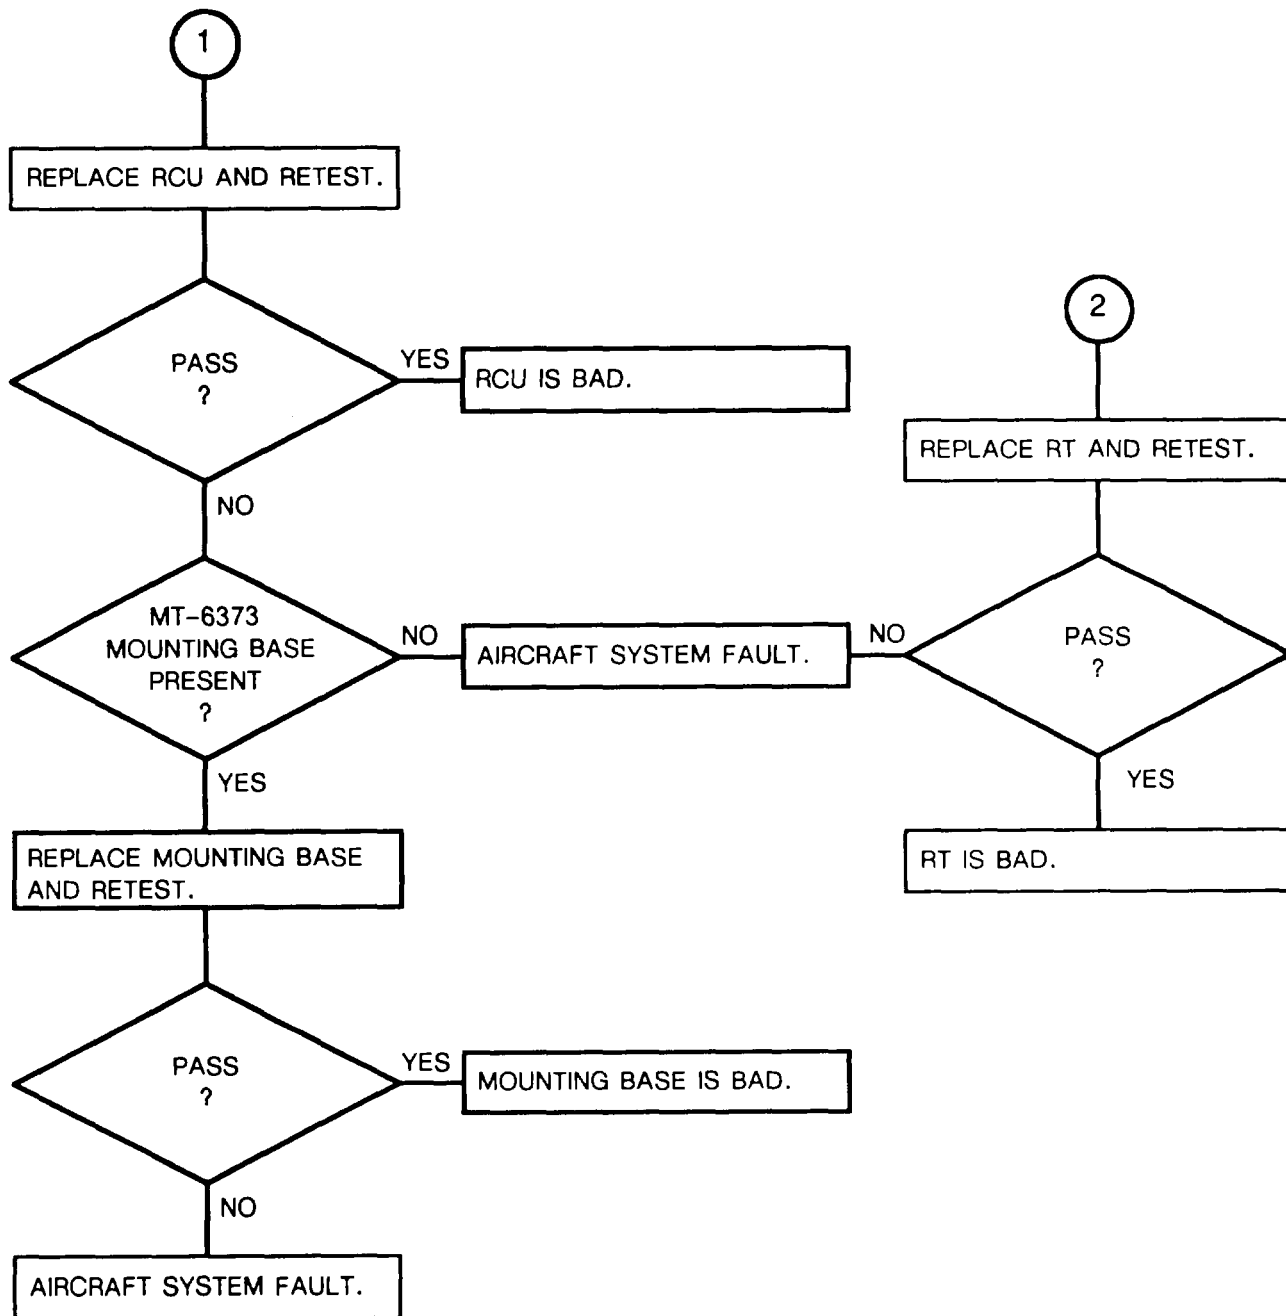 1
REPLACE RCU AND RETEST.
PASS
?
YES
RCU IS BAD.
NO
MT-6373
MOUNTING BASE
PRESENT
?
NO
AIRCRAFT SYSTEM FAULT.
YES
REPLACE MOUNTING BASE
AND RETEST.
PASS
?
YES
MOUNTING BASE IS BAD.
NO
AIRCRAFT SYSTEM FAULT.
2
REPLACE RT AND RETEST.
PASS
?
NO
YES
RT IS BAD.